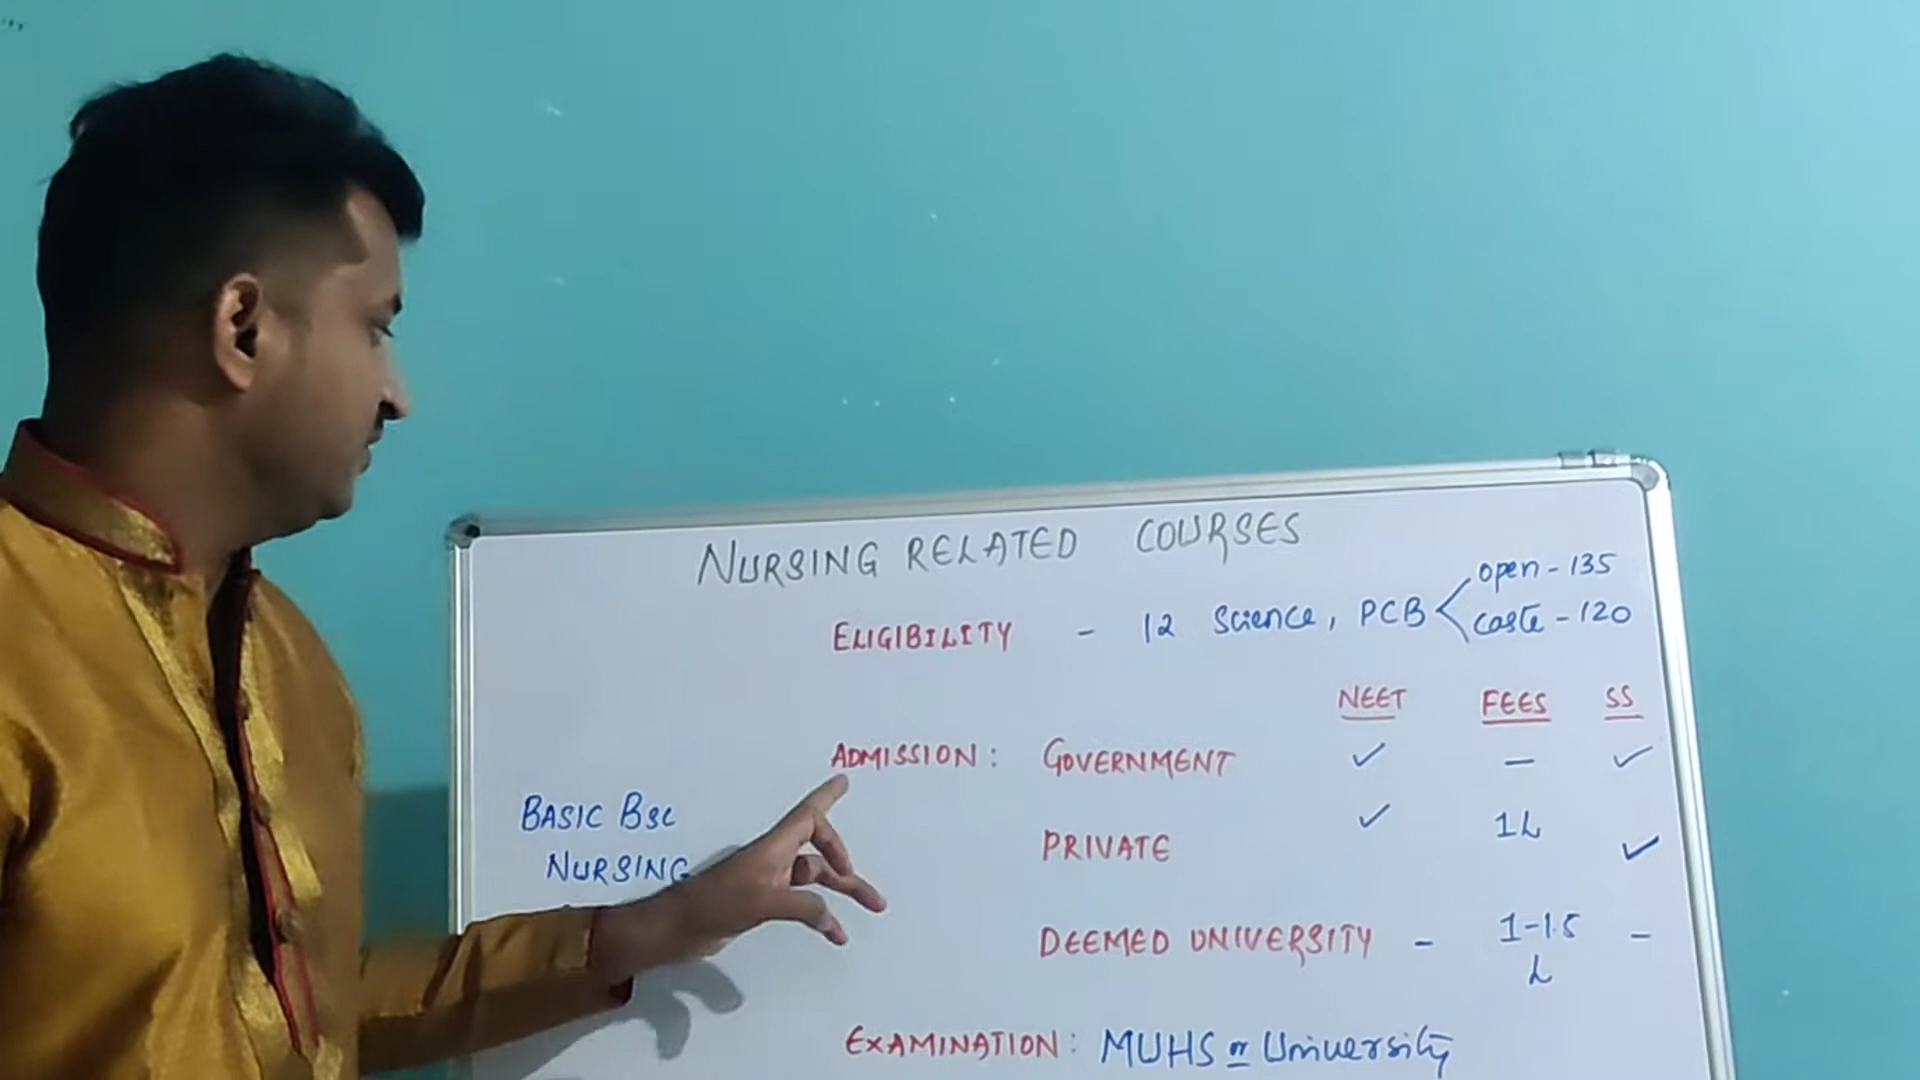 NURSING RELATED COURSES
ELIGIBILITY - 12 Science, PCB < open - 135
caste - 120
NEET FEES SS
ADMISSION : GOVERNMENT ✓ — ✓
BASIC BSC
NURSING
PRIVATE ✓ 1L ✓
DEEMED UNIVERSITY - 1-1.5 -
L
EXAMINATION : MUHS or University